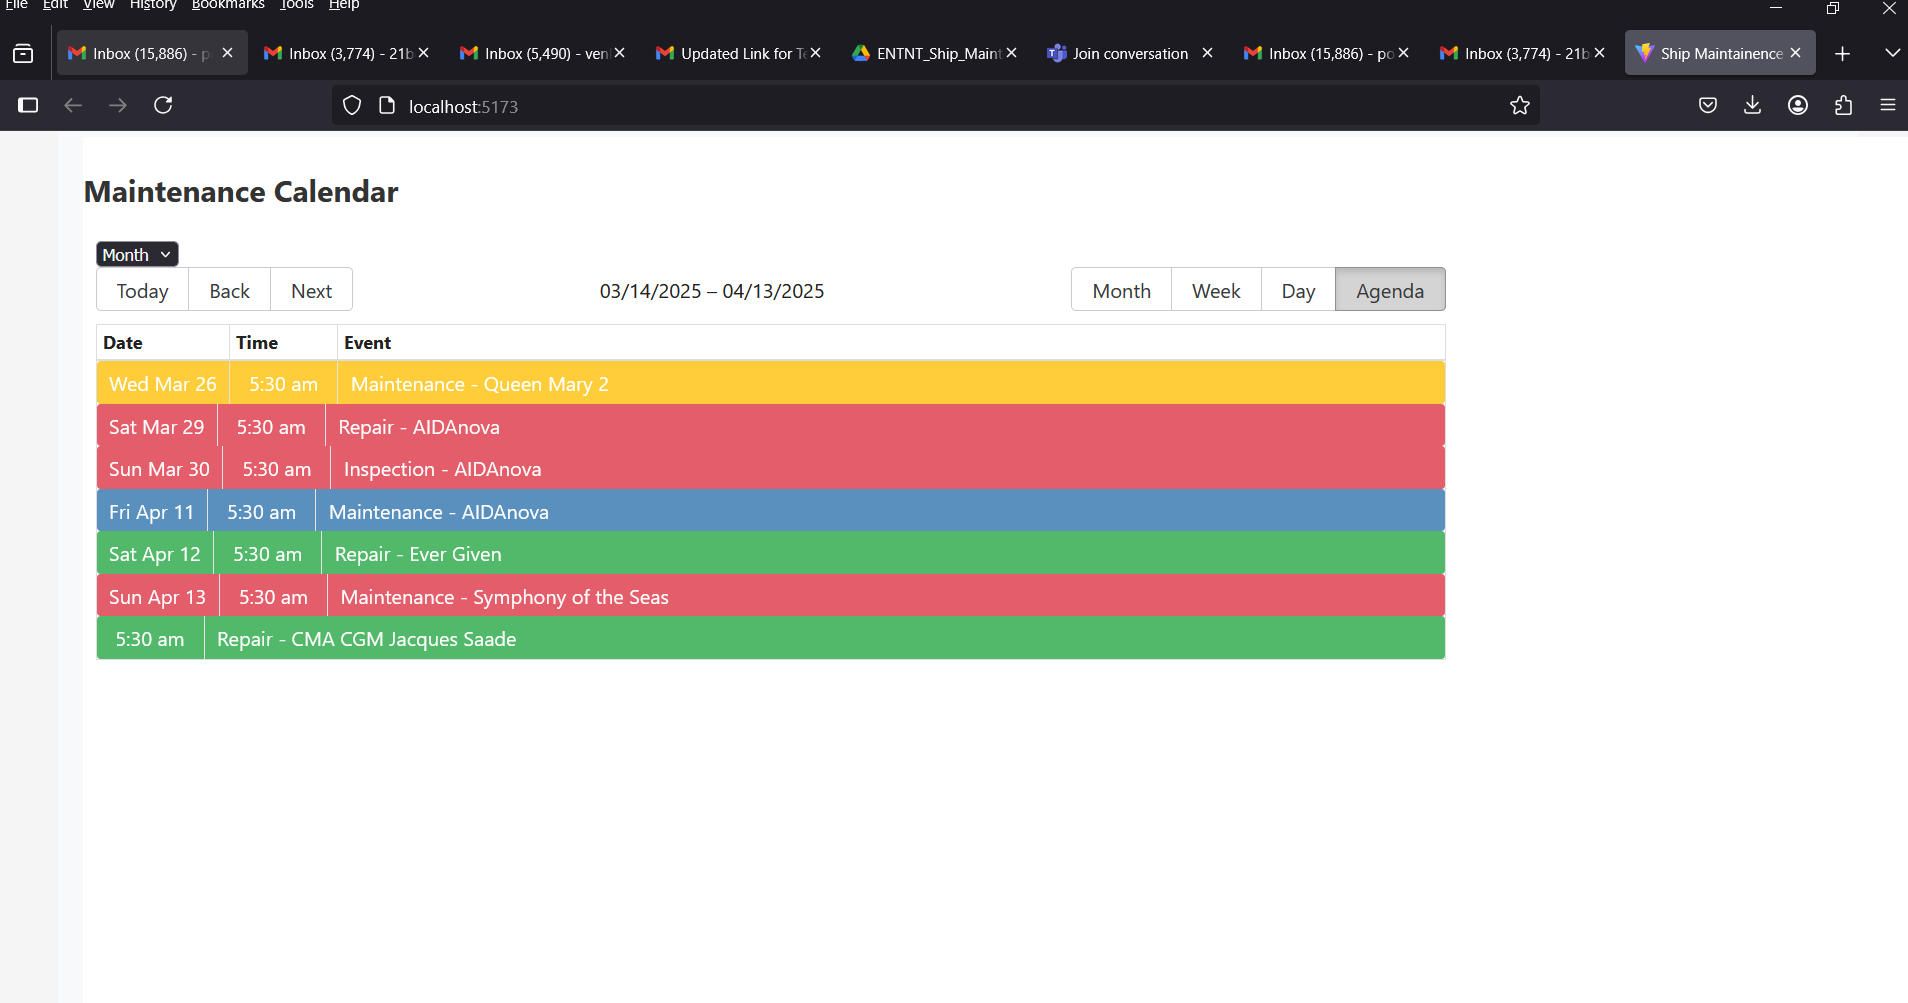 File Edit View History Bookmarks Tools Help
Inbox (15,886) - p Inbox (3,774) - 21b Inbox (5,490) - ven Updated Link for Te ENTNT_Ship_Maint Join conversation Inbox (15,886) - po Inbox (3,774) - 21b Ship Maintainence
localhost:5173
Maintenance Calendar
Month
Today Back Next 03/14/2025 – 04/13/2025 Month Week Day Agenda
Date Time Event
Wed Mar 26 5:30 am Maintenance - Queen Mary 2
Sat Mar 29 5:30 am Repair - AIDAnova
Sun Mar 30 5:30 am Inspection - AIDAnova
Fri Apr 11 5:30 am Maintenance - AIDAnova
Sat Apr 12 5:30 am Repair - Ever Given
Sun Apr 13 5:30 am Maintenance - Symphony of the Seas
5:30 am Repair - CMA CGM Jacques Saade